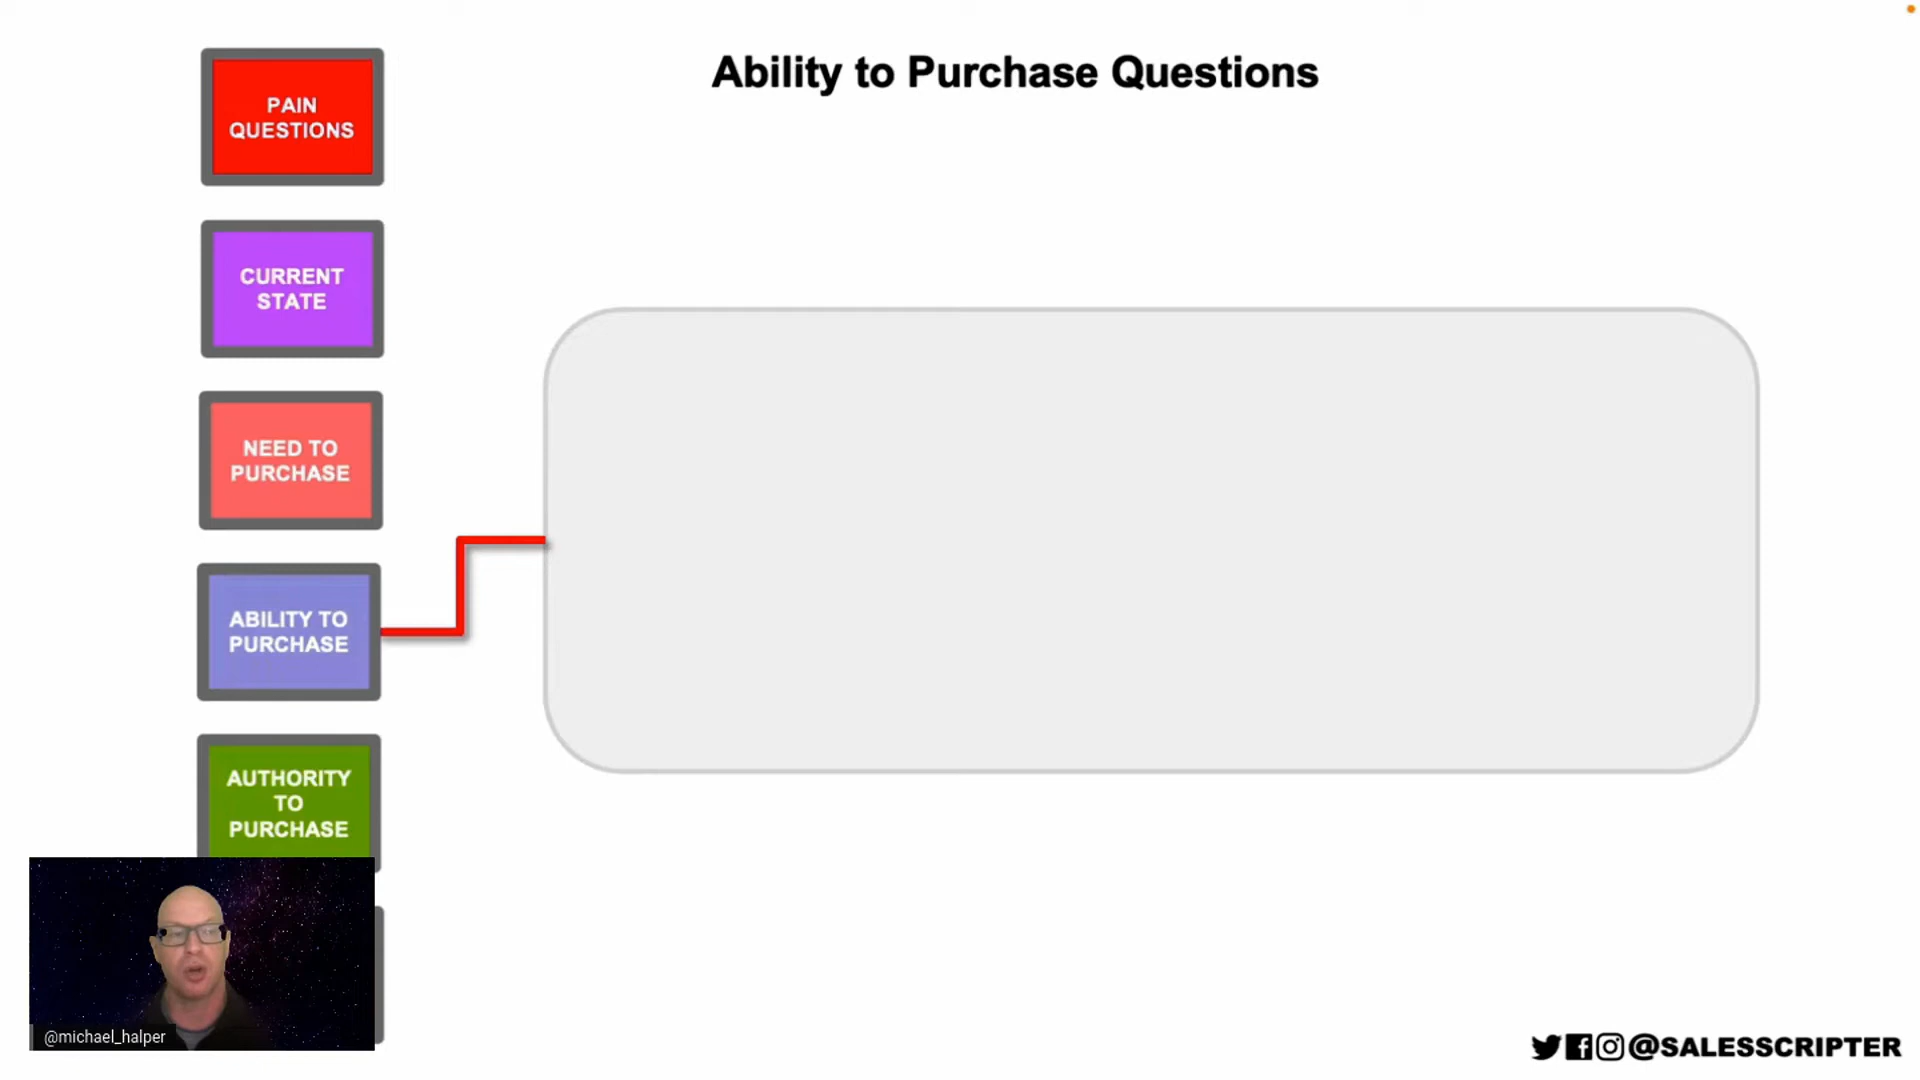 Ability to Purchase Questions
PAIN
QUESTIONS
CURRENT
STATE
NEED TO
PURCHASE
ABILITY TO
PURCHASE
AUTHORITY
TO
PURCHASE
@michael_halper
@SALESSCRIPTER